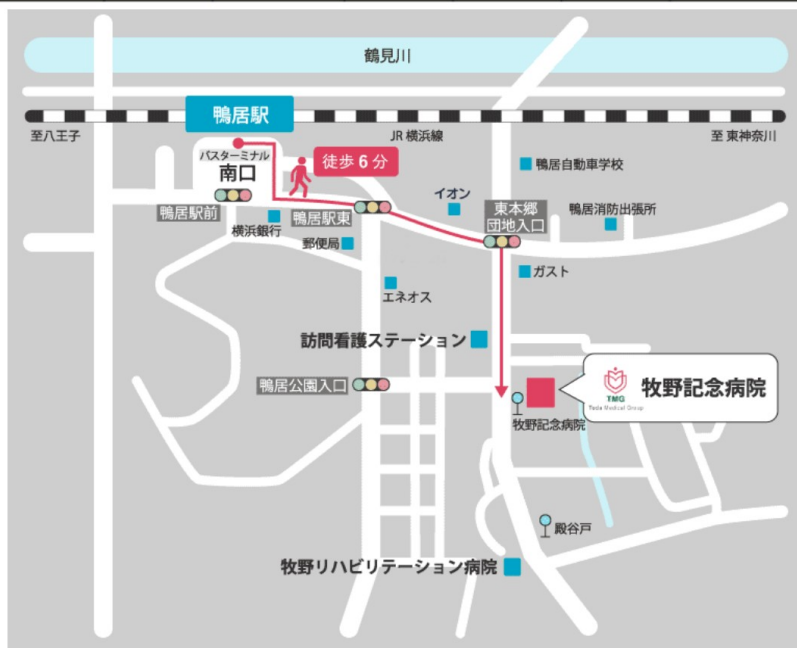 鶴見川
鴨居駅
至八王子
JR 横浜線
至 東神奈川
バスターミナル
南口
徒歩 6 分
鴨居自動車学校
イオン
鴨居駅前
横浜銀行
鴨居駅東
東本郷
団地入口
鴨居消防出張所
郵便局
ガスト
エネオス
訪問看護ステーション
鴨居公園入口
TMG
Toda Medical Group
牧野記念病院
牧野記念病院
殿谷戸
牧野リハビリテーション病院